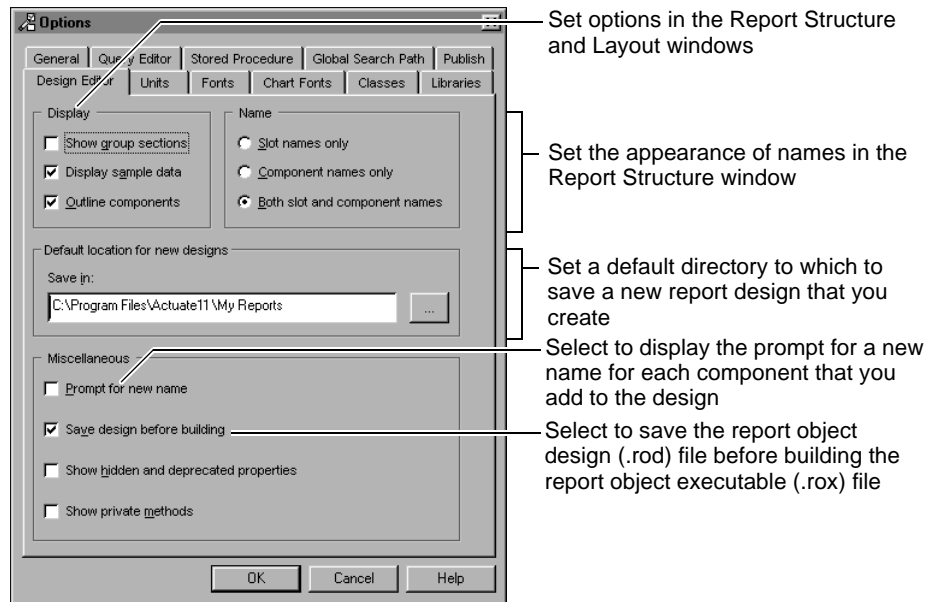 Options
General Query Editor Stored Procedure Global Search Path Publish
Design Editor Units Fonts Chart Fonts Classes Libraries
Display
Show group sections
Display sample data
Outline components
Name
Slot names only
Component names only
Both slot and component names
Default location for new designs
Save in:
C:\Program Files\Actuate11\My Reports
...
Miscellaneous
Prompt for new name
Save design before building
Show hidden and deprecated properties
Show private methods
OK Cancel Help
Set options in the Report Structure
and Layout windows
Set the appearance of names in the
Report Structure window
Set a default directory to which to
save a new report design that you
create
Select to display the prompt for a new
name for each component that you
add to the design
Select to save the report object
design (.rod) file before building the
report object executable (.rox) file